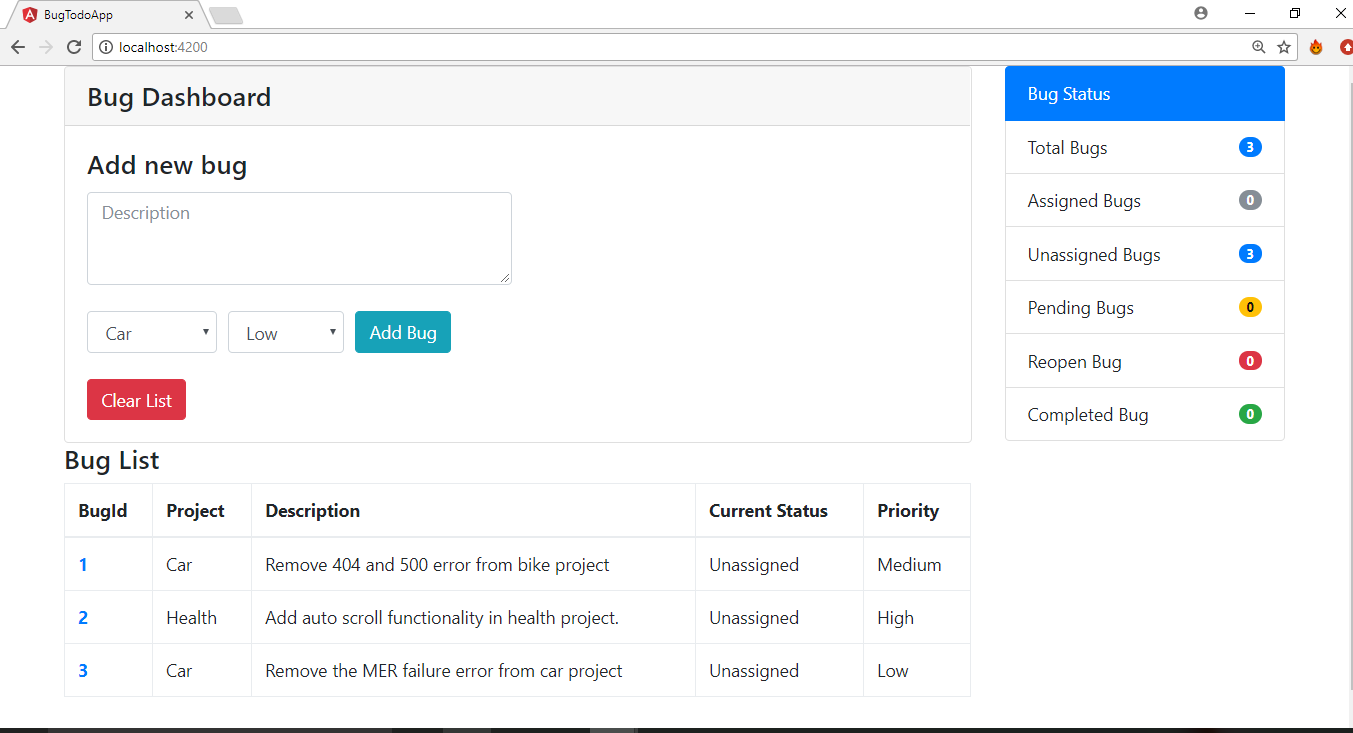 BugTodoApp
localhost:4200
Bug Dashboard
Add new bug
Description
Car Low Add Bug
Clear List
Bug Status
Total Bugs 3
Assigned Bugs 0
Unassigned Bugs 3
Pending Bugs 0
Reopen Bug 0
Completed Bug 0
Bug List
BugId Project Description Current Status Priority
1 Car Remove 404 and 500 error from bike project Unassigned Medium
2 Health Add auto scroll functionality in health project. Unassigned High
3 Car Remove the MER failure error from car project Unassigned Low